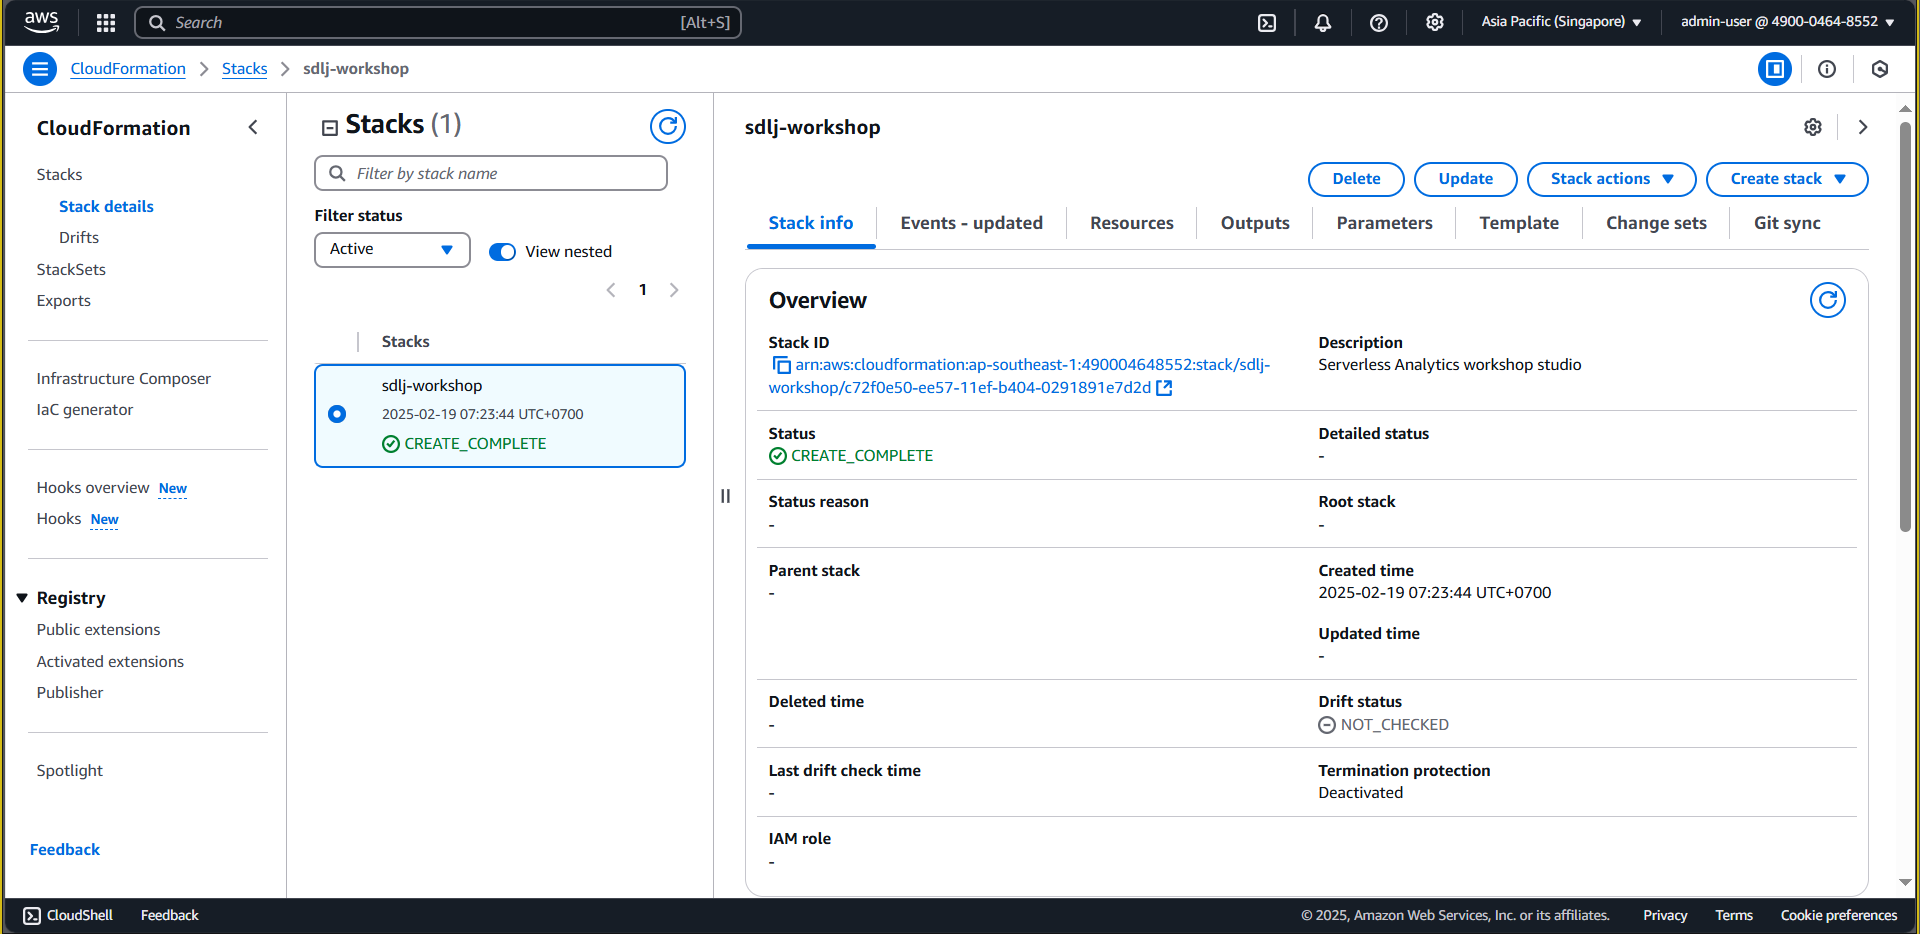 aws
Search [Alt+S]
Asia Pacific (Singapore)
admin-user @ 4900-0464-8552
CloudFormation
Stacks
sdlj-workshop
CloudFormation
Stacks
Stack details
Drifts
StackSets
Exports
Infrastructure Composer
IaC generator
Hooks overview New
Hooks New
Registry
Public extensions
Activated extensions
Publisher
Spotlight
Feedback
Stacks (1)
Filter by stack name
Filter status
Active
View nested
1
Stacks
sdlj-workshop
2025-02-19 07:23:44 UTC+0700
CREATE_COMPLETE
sdlj-workshop
Delete
Update
Stack actions
Create stack
Stack info
Events - updated
Resources
Outputs
Parameters
Template
Change sets
Git sync
Overview
Stack ID
arn:aws:cloudformation:ap-southeast-1:490004648552:stack/sdlj-
workshop/c72f0e50-ee57-11ef-b404-0291891e7d2d
Description
Serverless Analytics workshop studio
Status
CREATE_COMPLETE
Detailed status
-
Status reason
-
Root stack
-
Parent stack
-
Created time
2025-02-19 07:23:44 UTC+0700
Updated time
-
Deleted time
-
Drift status
NOT_CHECKED
Last drift check time
-
Termination protection
Deactivated
IAM role
-
CloudShell
Feedback
© 2025, Amazon Web Services, Inc. or its affiliates.
Privacy
Terms
Cookie preferences